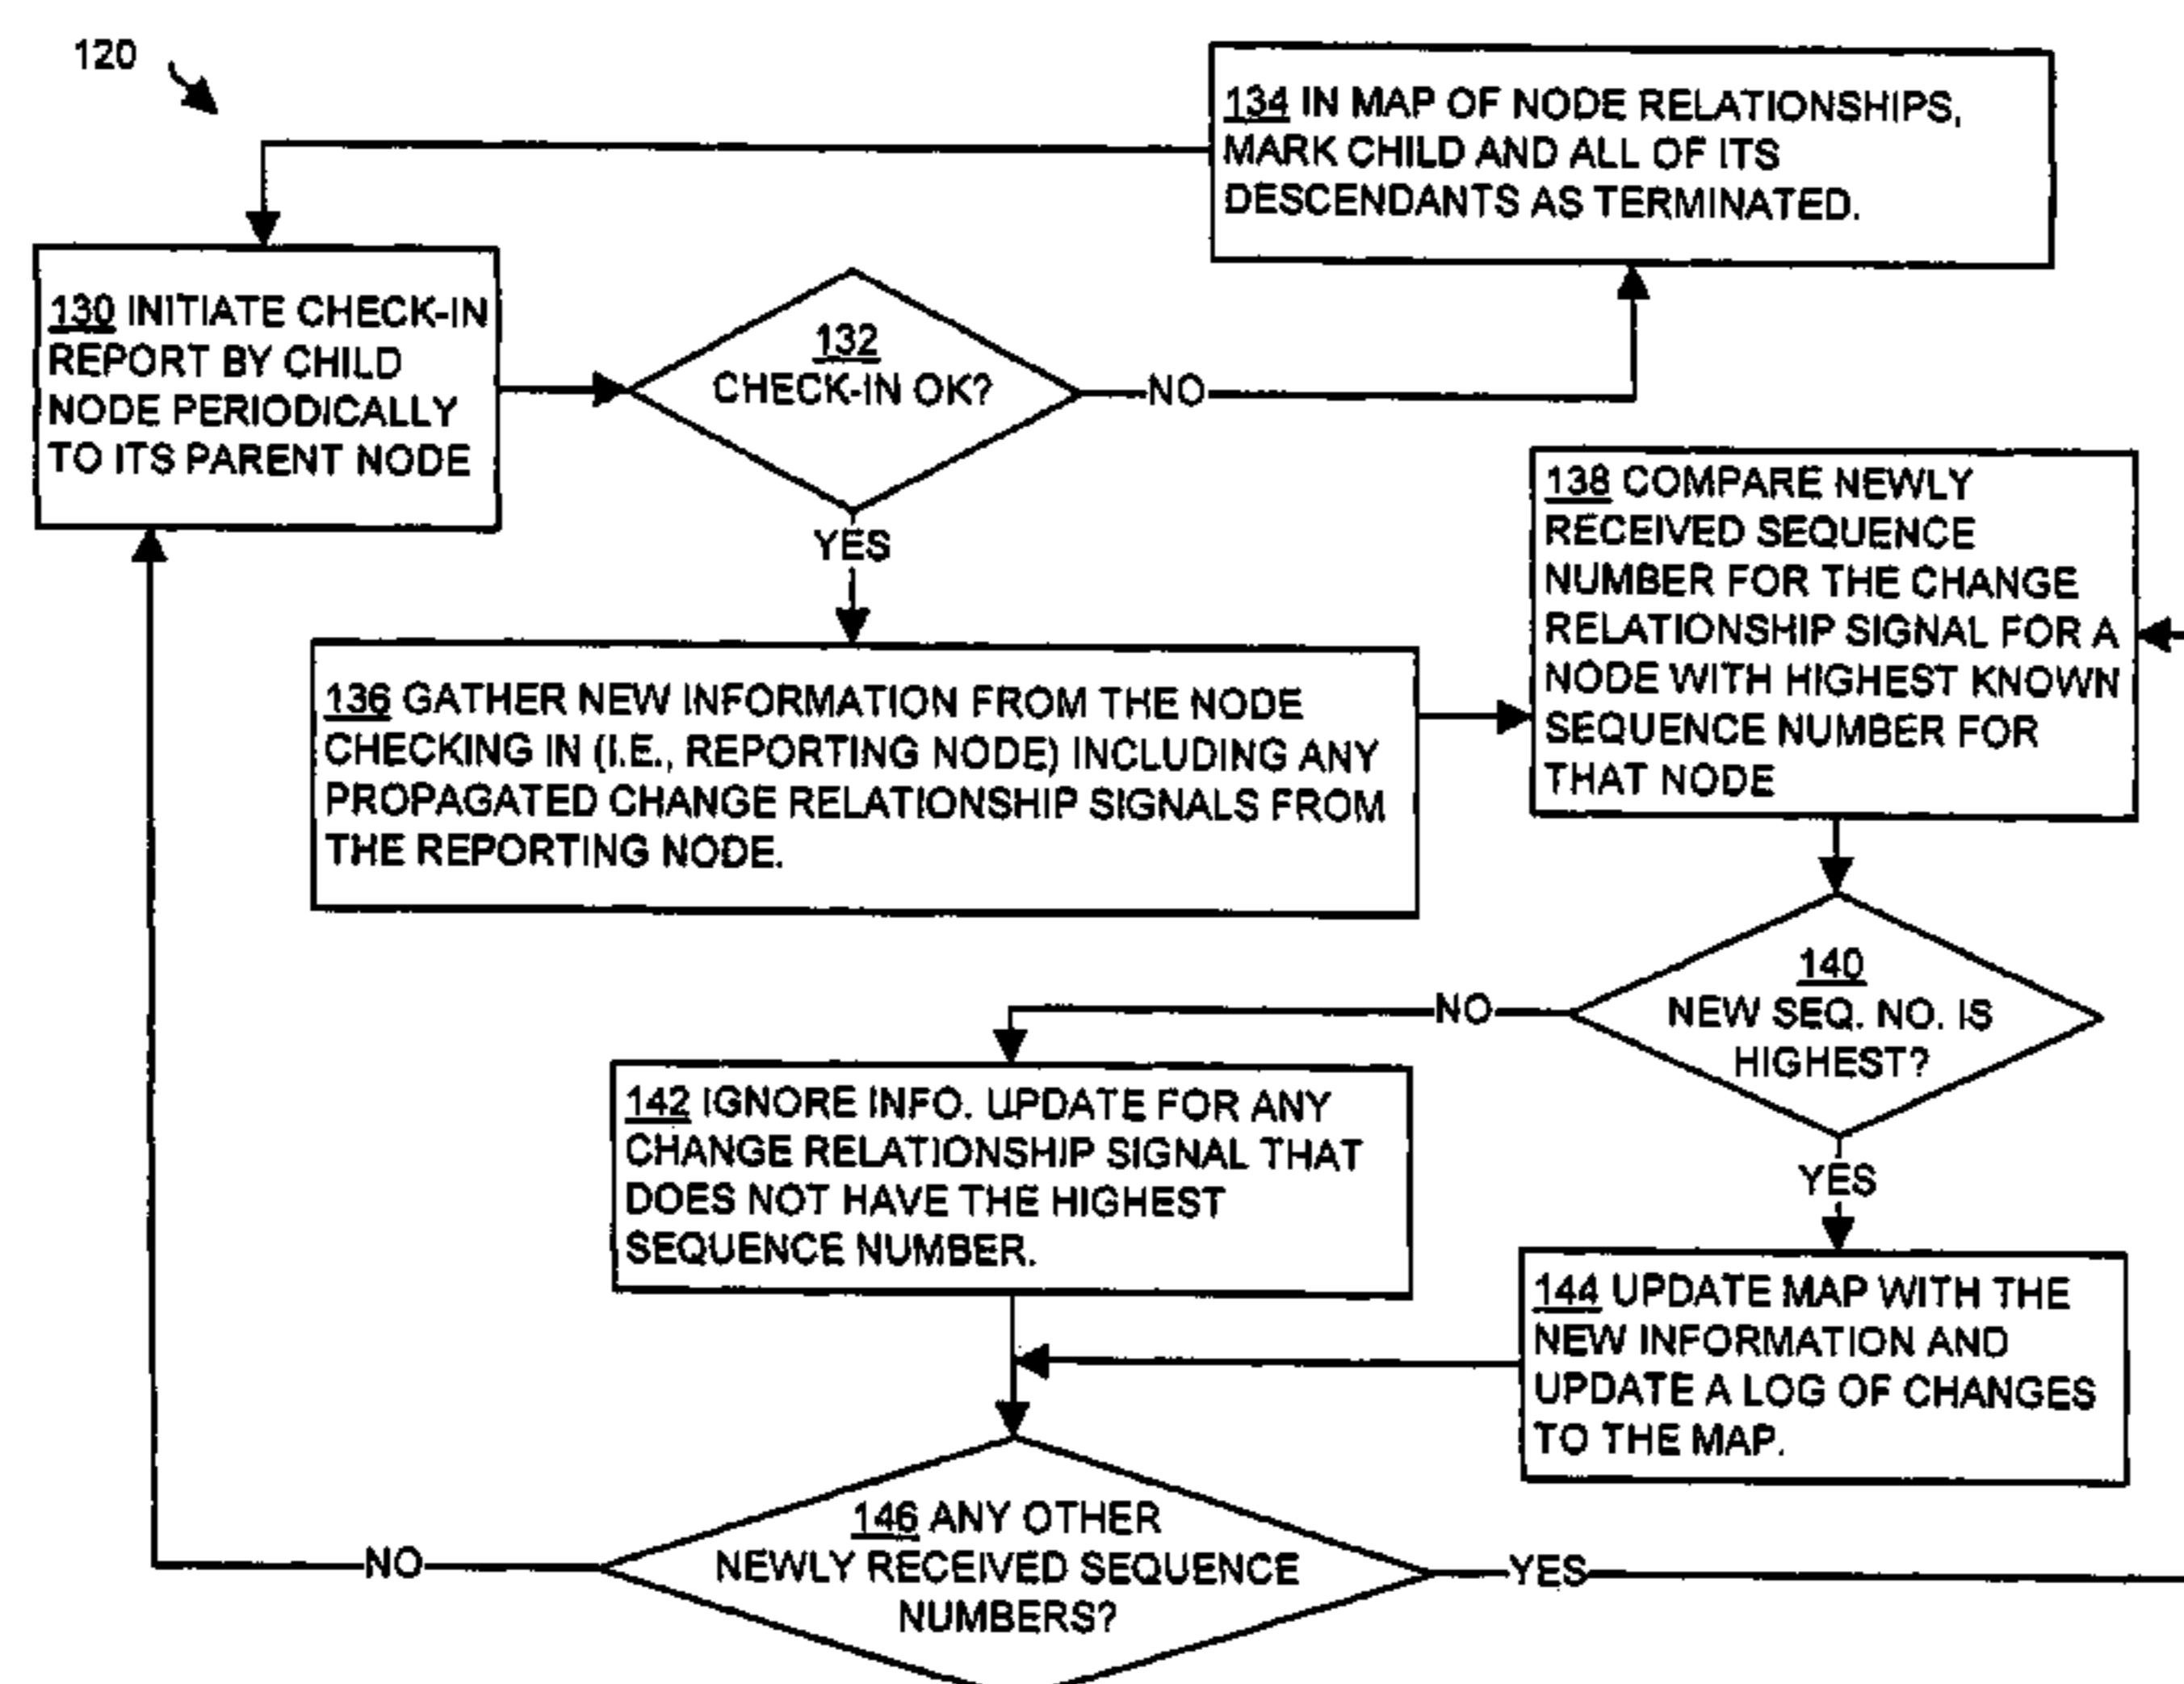 120
134 IN MAP OF NODE RELATIONSHIPS,
MARK CHILD AND ALL OF ITS
DESCENDANTS AS TERMINATED.
130 INITIATE CHECK-IN
REPORT BY CHILD
NODE PERIODICALLY
TO ITS PARENT NODE
132
CHECK-IN OK?
NO
YES
136 GATHER NEW INFORMATION FROM THE NODE
CHECKING IN (I.E., REPORTING NODE) INCLUDING ANY
PROPAGATED CHANGE RELATIONSHIP SIGNALS FROM
THE REPORTING NODE.
138 COMPARE NEWLY
RECEIVED SEQUENCE
NUMBER FOR THE CHANGE
RELATIONSHIP SIGNAL FOR A
NODE WITH HIGHEST KNOWN
SEQUENCE NUMBER FOR
THAT NODE
140
NEW SEQ. NO. IS
HIGHEST?
NO
YES
142 IGNORE INFO. UPDATE FOR ANY
CHANGE RELATIONSHIP SIGNAL THAT
DOES NOT HAVE THE HIGHEST
SEQUENCE NUMBER.
144 UPDATE MAP WITH THE
NEW INFORMATION AND
UPDATE A LOG OF CHANGES
TO THE MAP.
146 ANY OTHER
NEWLY RECEIVED SEQUENCE
NUMBERS?
NO
YES